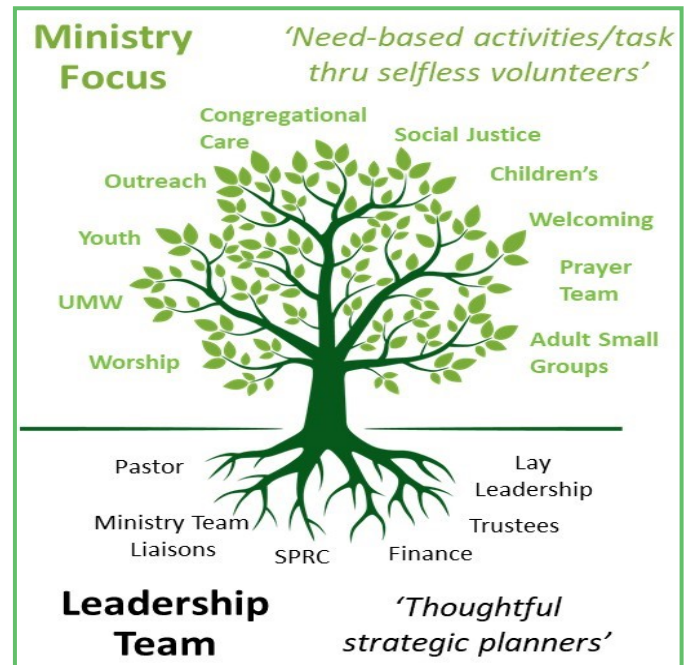 Ministry
Focus
‘Need-based activities/task
thru selfless volunteers’
Congregational
Care
Social Justice
Outreach
Children's
Youth
Welcoming
UMW
Prayer
Team
Worship
Adult Small
Groups
Pastor
Lay
Leadership
Ministry Team
Liaisons
SPRC
Finance
Trustees
Leadership
Team
‘Thoughtful
strategic planners’